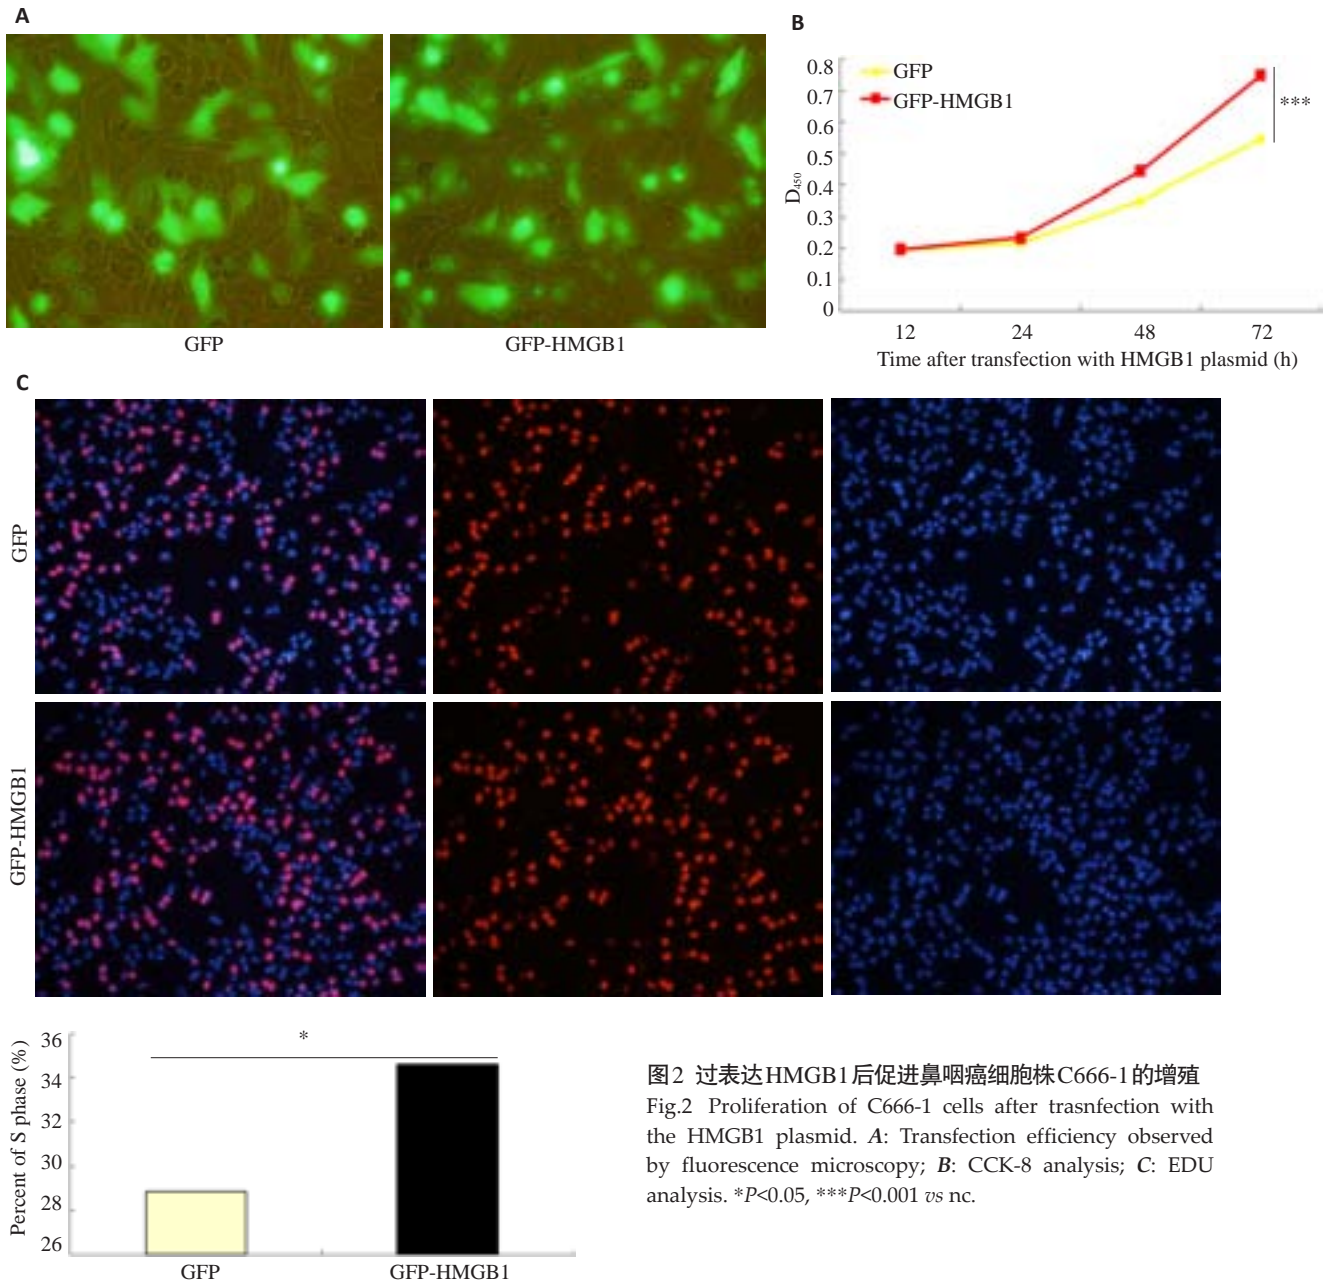 A
GFP
GFP-HMGB1
B
0.8
0.7
0.6
0.5
0.4
0.3
0.2
0.1
0
D450
GFP
GFP-HMGB1
***
12 24 48 72
Time after transfection with HMGB1 plasmid (h)
C
GFP
GFP-HMGB1
Percent of S phase (%)
36
34
32
30
28
26
*
GFP GFP-HMGB1
图2 过表达HMGB1后促进鼻咽癌细胞株C666-1的增殖
Fig.2 Proliferation of C666-1 cells after trasnfection with
the HMGB1 plasmid. A: Transfection efficiency observed
by fluorescence microscopy; B: CCK-8 analysis; C: EDU
analysis. *P<0.05, ***P<0.001 vs nc.